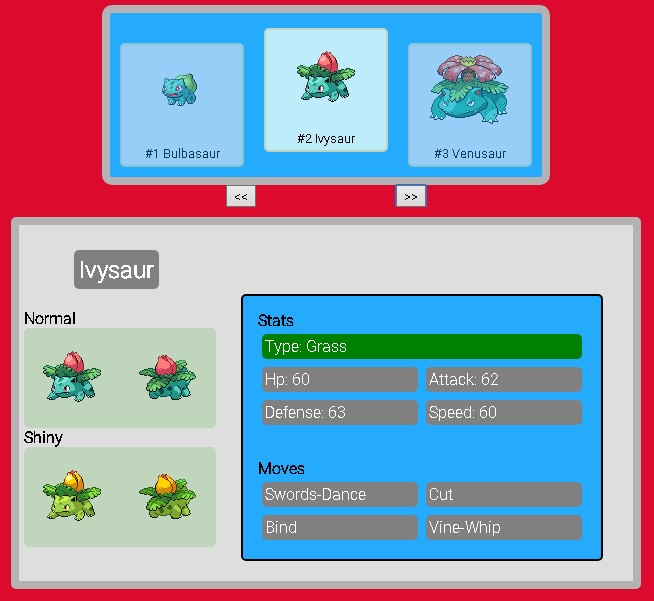 #1 Bulbasaur
#2 Ivysaur
#3 Venusaur
<<
>>
Ivysaur
Normal
Shiny
Stats
Type: Grass
Hp: 60
Attack: 62
Defense: 63
Speed: 60
Moves
Swords-Dance
Cut
Bind
Vine-Whip